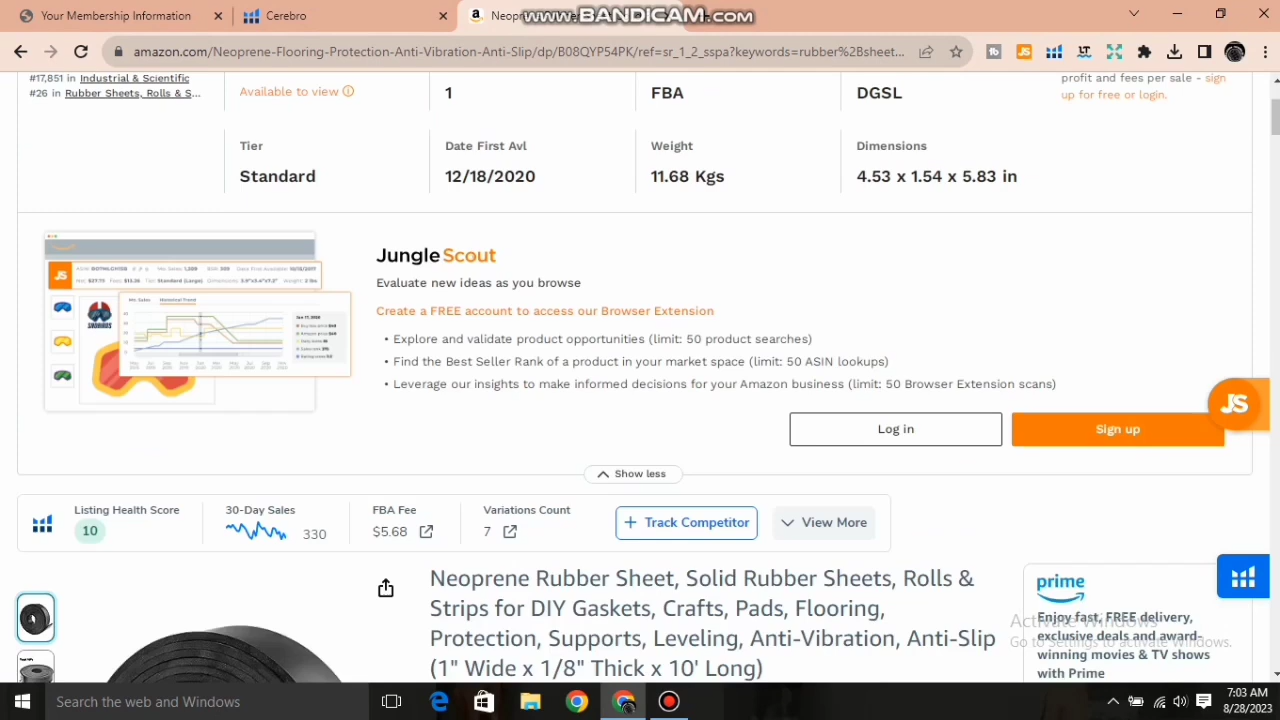 Your Membership Information
Cerebro
Neop
WWW.BANDICAM.COM
amazon.com/Neoprene-Flooring-Protection-Anti-Vibration-Anti-Slip/dp/B08QYP54PK/ref=sr_1_2_sspa?keywords=rubber%2Bsheet...
#17,851 in Industrial & Scientific
#26 in Rubber Sheets, Rolls & S...
Available to view
1
FBA
DGSL
profit and fees per sale - sign
up for free or login.
Tier
Date First Avl
Weight
Dimensions
Standard
12/18/2020
11.68 Kgs
4.53 x 1.54 x 5.83 in
JS
Jungle Scout
Evaluate new ideas as you browse
Create a FREE account to access our Browser Extension
• Explore and validate product opportunities (limit: 50 product searches)
• Find the Best Seller Rank of a product in your market space (limit: 50 ASIN lookups)
• Leverage our insights to make informed decisions for your Amazon business (limit: 50 Browser Extension scans)
JS
Log in
Sign up
Show less
Listing Health Score
30-Day Sales
FBA Fee
Variations Count
10
330
$5.68
7
+ Track Competitor
View More
Neoprene Rubber Sheet, Solid Rubber Sheets, Rolls &
Strips for DIY Gaskets, Crafts, Pads, Flooring,
Protection, Supports, Leveling, Anti-Vibration, Anti-Slip
(1" Wide x 1/8" Thick x 10' Long)
prime
Enjoy fast, FREE delivery,
exclusive deals and award-
winning movies & TV shows
with Prime
Activate Windows
Go to Settings to activate Windows.
Search the web and Windows
7:03 AM
8/28/2023